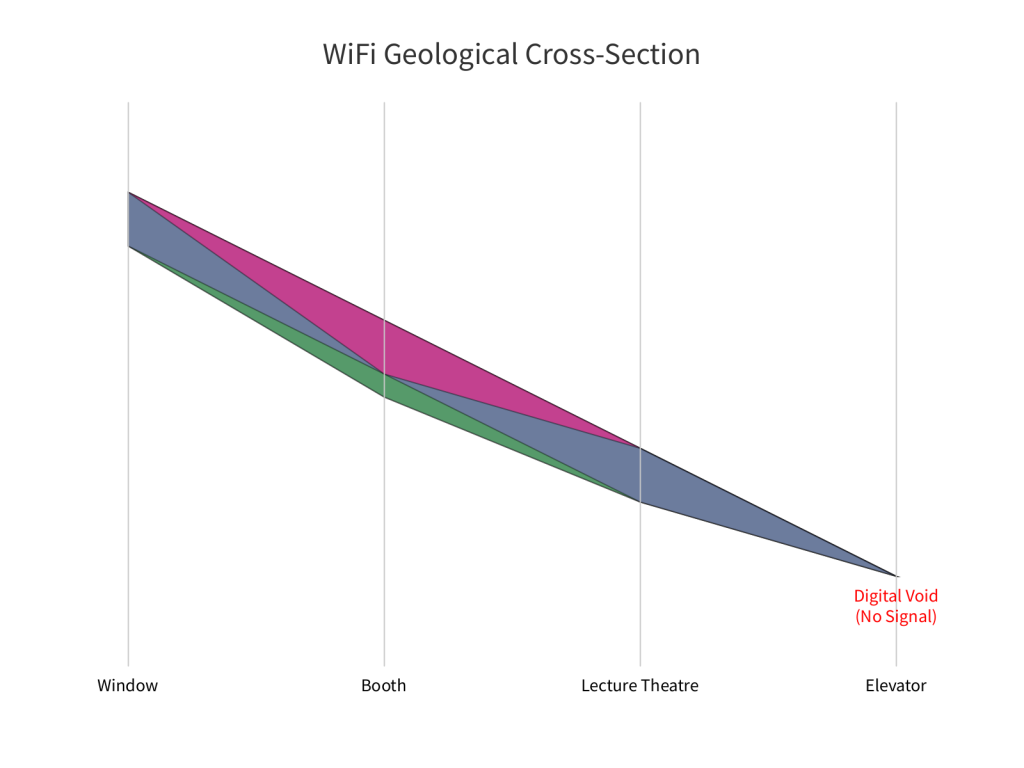 WiFi Geological Cross-Section
Digital Void
(No Signal)
Window
Booth
Lecture Theatre
Elevator